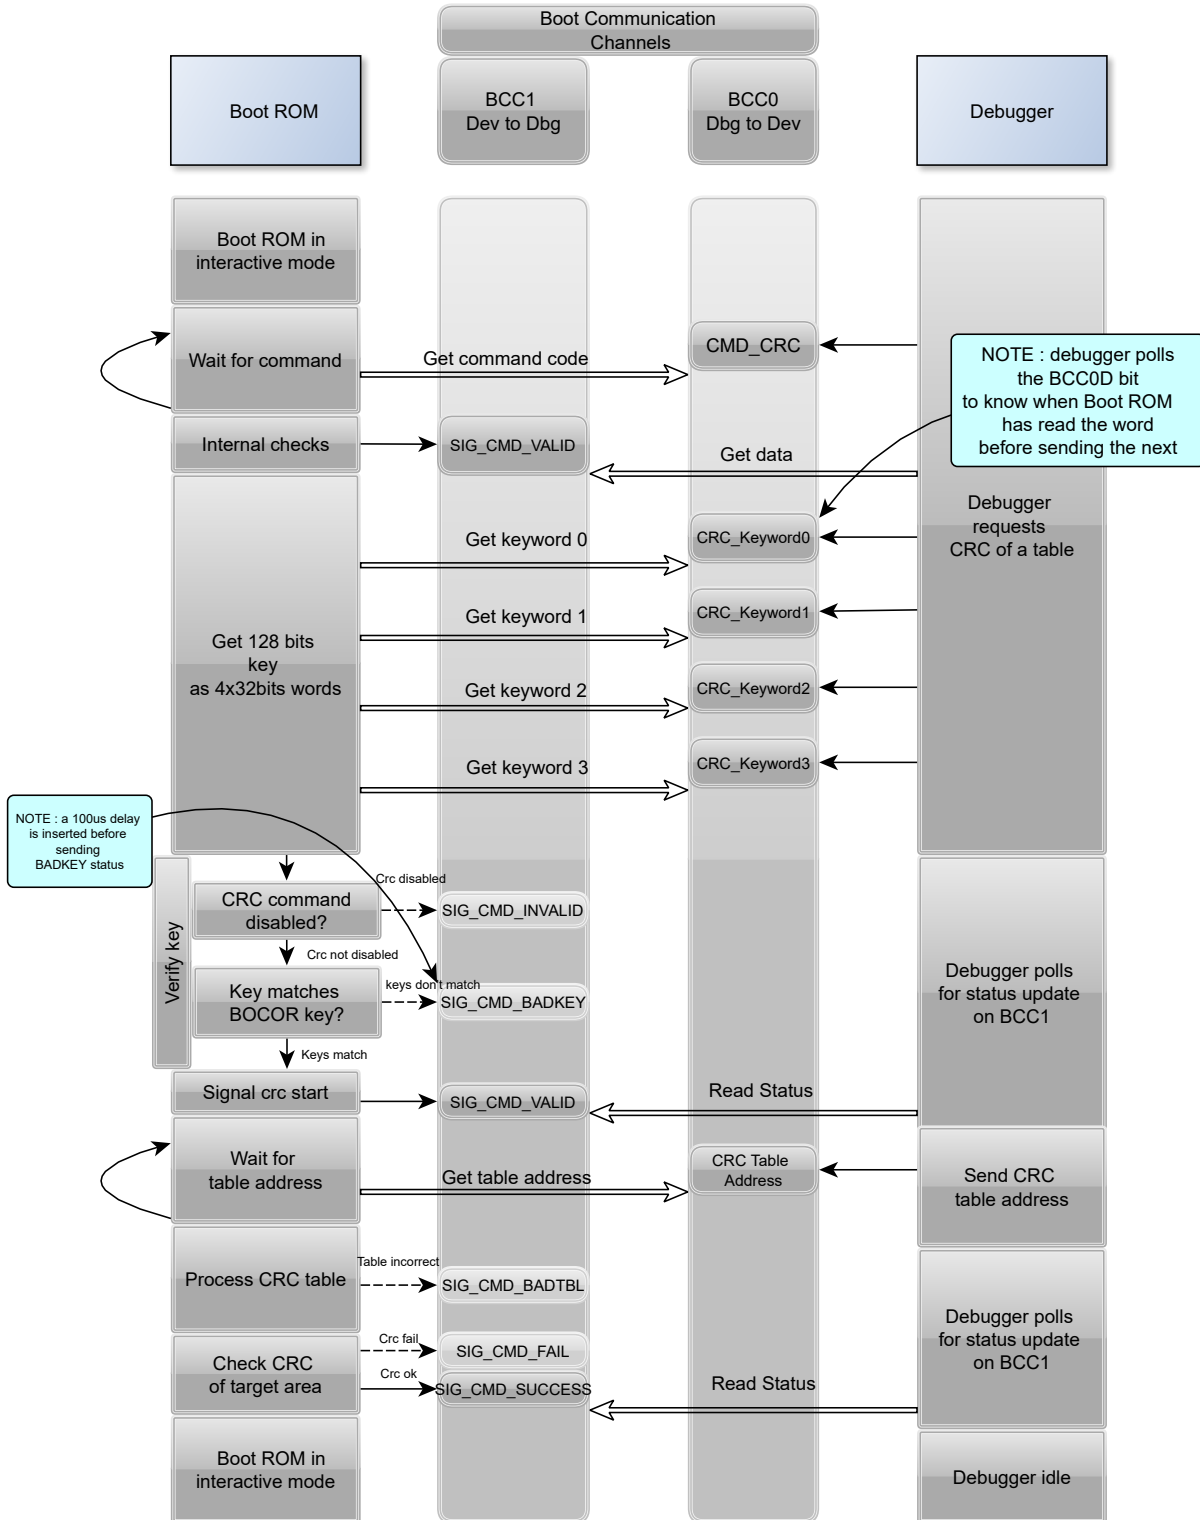 Boot Communication
Channels
Boot ROM
BCC1
Dev to Dbg
BCC0
Dbg to Dev
Debugger
Boot ROM in
interactive mode
Wait for command
Get command code
CMD_CRC
NOTE : debugger polls
the BCC0D bit
to know when Boot ROM
has read the word
before sending the next
Internal checks
SIG_CMD_VALID
Get data
Debugger
requests
CRC of a table
Get keyword 0
CRC_Keyword0
Get keyword 1
CRC_Keyword1
Get 128 bits
key
as 4x32bits words
Get keyword 2
CRC_Keyword2
Get keyword 3
CRC_Keyword3
NOTE : a 100us delay
is inserted before
sending
BADKEY status
Verify key
CRC command
disabled?
Crc disabled
SIG_CMD_INVALID
Crc not disabled
Key matches
BOCOR key?
keys don't match
SIG_CMD_BADKEY
Debugger polls
for status update
on BCC1
Keys match
Signal crc start
SIG_CMD_VALID
Read Status
Wait for
table address
Get table address
CRC Table
Address
Send CRC
table address
Process CRC table
Table incorrect
SIG_CMD_BADTBL
Debugger polls
for status update
on BCC1
Check CRC
of target area
Crc fail
SIG_CMD_FAIL
Crc ok
SIG_CMD_SUCCESS
Read Status
Boot ROM in
interactive mode
Debugger idle